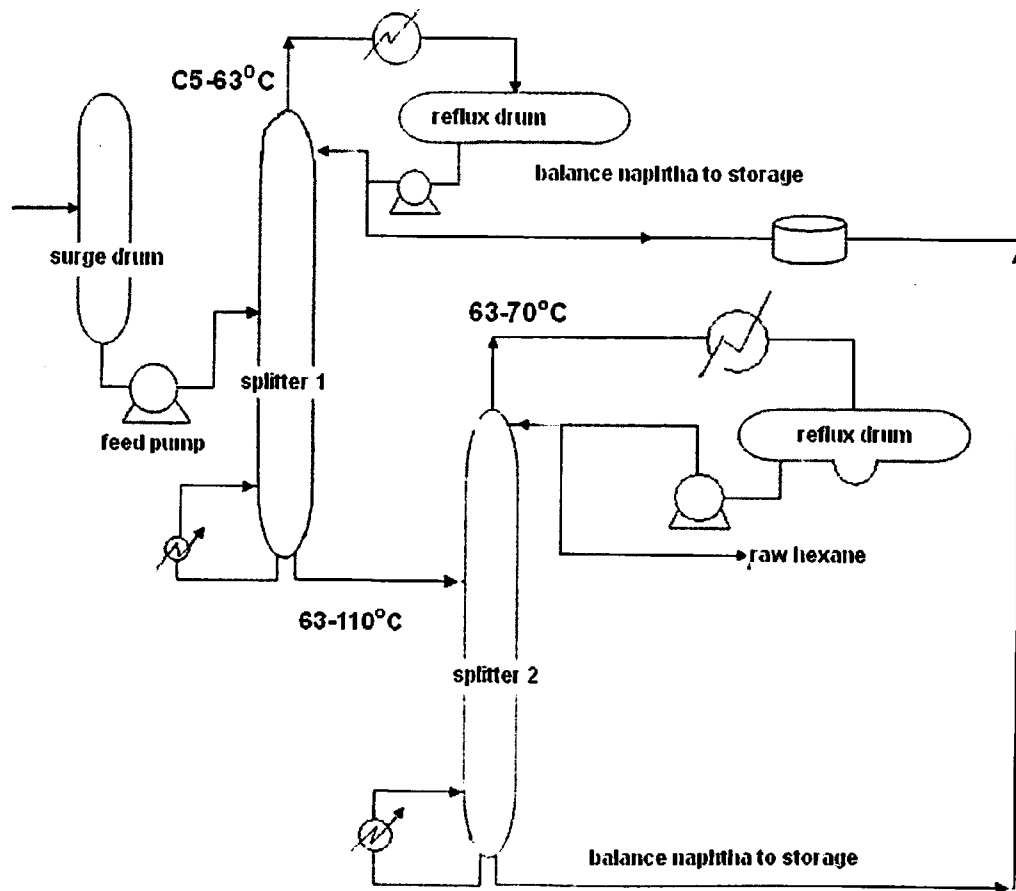 C5-63°C
reflux drum
balance naphtha to storage
surge drum
63-70°C
splitter 1
feed pump
reflux drum
raw hexane
63-110°C
splitter 2
balance naphtha to storage